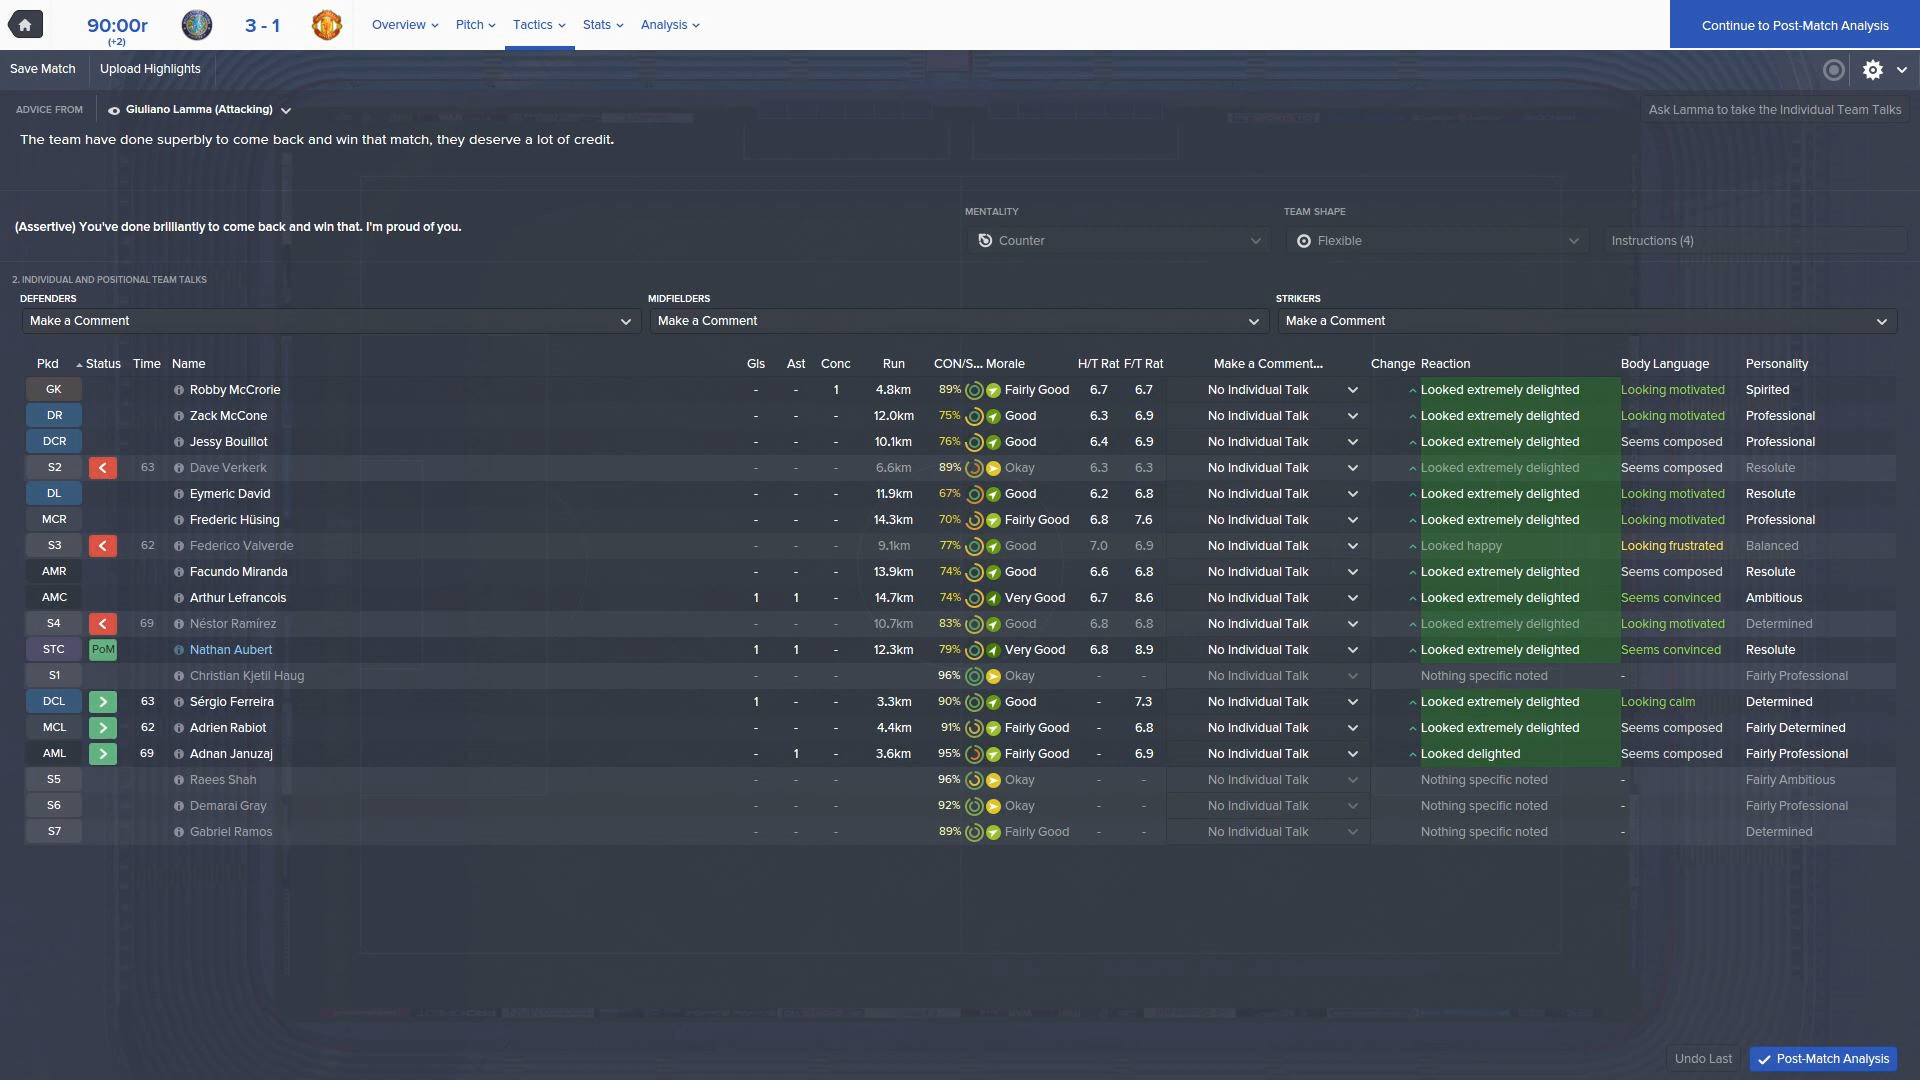 90:00r
(+2)
3 - 1
Overview
Pitch
Tactics
Stats
Analysis
Continue to Post-Match Analysis
Save Match
Upload Highlights
ADVICE FROM
Giuliano Lamma (Attacking)
Ask Lamma to take the Individual Team Talks
The team have done superbly to come back and win that match, they deserve a lot of credit.
(Assertive) You've done brilliantly to come back and win that. I'm proud of you.
MENTALITY
Counter
TEAM SHAPE
Flexible
Instructions (4)
2. INDIVIDUAL AND POSITIONAL TEAM TALKS
DEFENDERS
Make a Comment
MIDFIELDERS
Make a Comment
STRIKERS
Make a Comment
Pkd Status Time Name Gls Ast Conc Run CON/S... Morale H/T Rat F/T Rat Make a Comment... Change Reaction Body Language Personality
GK Robby McCrorie - - 1 4.8km 89% Fairly Good 6.7 6.7 No Individual Talk Looked extremely delighted Looking motivated Spirited
DR Zack McCone - - - 12.0km 75% Good 6.3 6.9 No Individual Talk Looked extremely delighted Looking motivated Professional
DCR Jessy Bouillot - - - 10.1km 76% Good 6.4 6.9 No Individual Talk Looked extremely delighted Seems composed Professional
S2 63 Dave Verkerk - - - 6.6km 89% Okay 6.3 6.3 No Individual Talk Looked extremely delighted Seems composed Resolute
DL Eymeric David - - - 11.9km 67% Good 6.2 6.8 No Individual Talk Looked extremely delighted Looking motivated Resolute
MCR Frederic Hüsing - - - 14.3km 70% Fairly Good 6.8 7.6 No Individual Talk Looked extremely delighted Looking motivated Professional
S3 62 Federico Valverde - - - 9.1km 77% Good 7.0 6.9 No Individual Talk Looked happy Looking frustrated Balanced
AMR Facundo Miranda - - - 13.9km 74% Good 6.6 6.8 No Individual Talk Looked extremely delighted Seems composed Resolute
AMC Arthur Lefrancois 1 1 - 14.7km 74% Very Good 6.7 8.6 No Individual Talk Looked extremely delighted Seems convinced Ambitious
S4 69 Néstor Ramírez - - - 10.7km 83% Good 6.8 6.8 No Individual Talk Looked extremely delighted Looking motivated Determined
STC PoM Nathan Aubert 1 1 - 12.3km 79% Very Good 6.8 8.9 No Individual Talk Looked extremely delighted Seems convinced Resolute
S1 Christian Kjetil Haug - - - - 96% Okay - - No Individual Talk Nothing specific noted - Fairly Professional
DCL 63 Sérgio Ferreira 1 - - 3.3km 90% Good - 7.3 No Individual Talk Looked extremely delighted Looking calm Determined
MCL 62 Adrien Rabiot - - - 4.4km 91% Fairly Good - 6.8 No Individual Talk Looked extremely delighted Seems composed Fairly Determined
AML 69 Adnan Januzaj - 1 - 3.6km 95% Fairly Good - 6.9 No Individual Talk Looked delighted Seems composed Fairly Professional
S5 Raees Shah - - - - 96% Okay - - No Individual Talk Nothing specific noted - Fairly Ambitious
S6 Demarai Gray - - - - 92% Okay - - No Individual Talk Nothing specific noted - Fairly Professional
S7 Gabriel Ramos - - - - 89% Fairly Good - - No Individual Talk Nothing specific noted - Determined
Undo Last
Post-Match Analysis